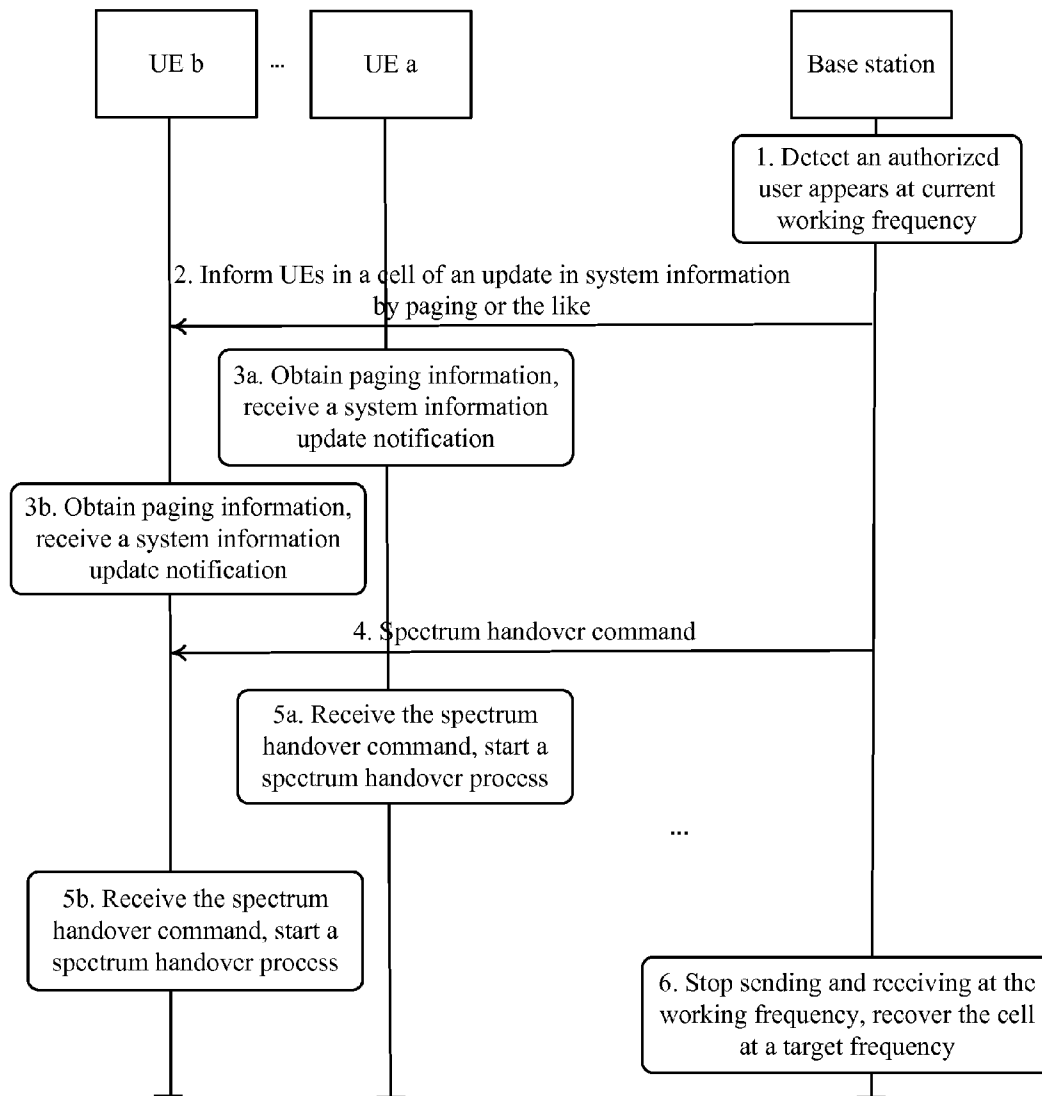 UE b
...
UE a
Base station
1. Detect an authorized
user appears at current
working frequency
2. Inform UEs in a cell of an update in system information
by paging or the like
3a. Obtain paging information,
receive a system information
update notification
3b. Obtain paging information,
receive a system information
update notification
4. Spectrum handover command
5a. Receive the spectrum
handover command, start a
spectrum handover process
...
5b. Receive the spectrum
handover command, start a
spectrum handover process
6. Stop sending and receiving at the
working frequency, recover the cell
at a target frequency